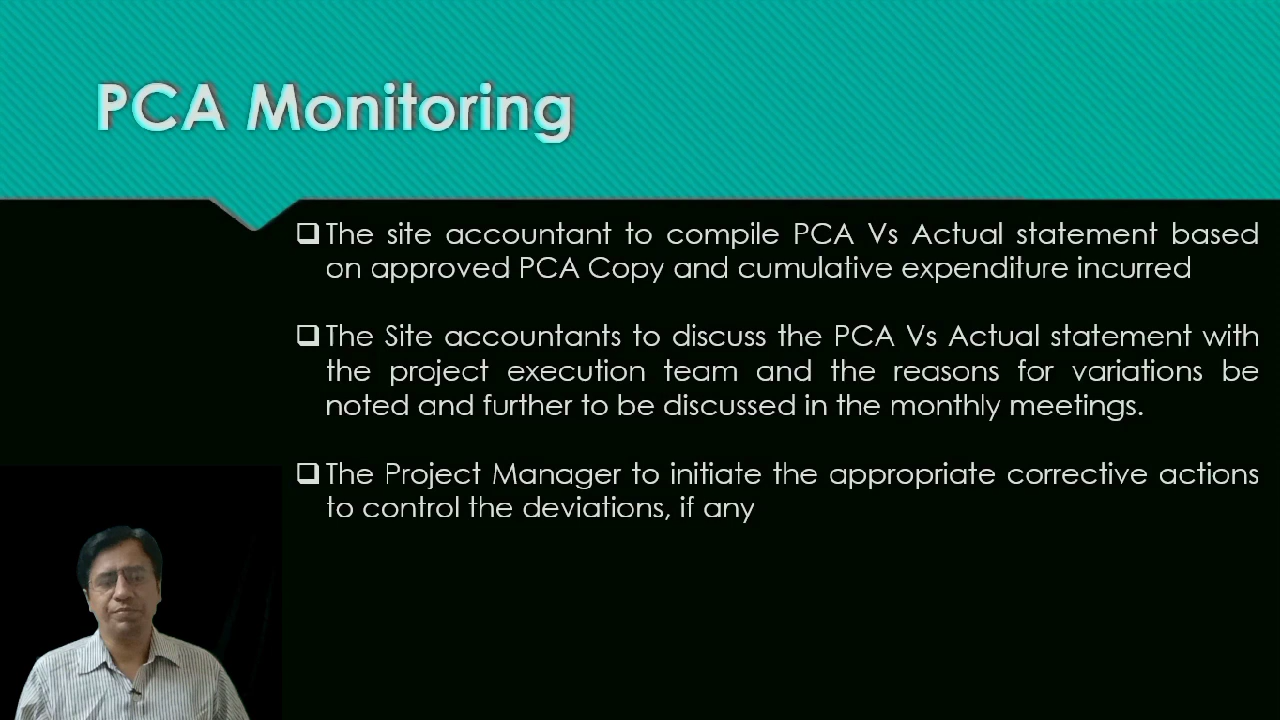 PCA Monitoring
The site accountant to compile PCA Vs Actual statement based
on approved PCA Copy and cumulative expenditure incurred
The Site accountants to discuss the PCA Vs Actual statement with
the project execution team and the reasons for variations be
noted and further to be discussed in the monthly meetings.
The Project Manager to initiate the appropriate corrective actions
to control the deviations, if any